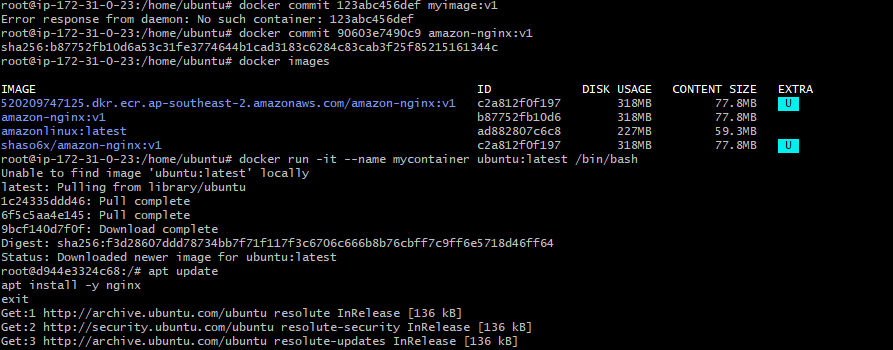 root@ip-172-31-0-23:/home/ubuntu# docker commit 123abc456def myimage:v1
Error response from daemon: No such container: 123abc456def
root@ip-172-31-0-23:/home/ubuntu# docker commit 90603e7490c9 amazon-nginx:v1
sha256:b87752fb10d6a53c31fe3774644b1cad3183c6284c83cab3f25f85215161344c
root@ip-172-31-0-23:/home/ubuntu# docker images
IMAGE ID DISK USAGE CONTENT SIZE EXTRA
520209747125.dkr.ecr.ap-southeast-2.amazonaws.com/amazon-nginx:v1 c2a812f0f197 318MB 77.8MB U
amazon-nginx:v1 b87752fb10d6 318MB 77.8MB
amazonlinux:latest ad882807c6c8 227MB 59.3MB
shaso6x/amazon-nginx:v1 c2a812f0f197 318MB 77.8MB U
root@ip-172-31-0-23:/home/ubuntu# docker run -it --name mycontainer ubuntu:latest /bin/bash
Unable to find image 'ubuntu:latest' locally
latest: Pulling from library/ubuntu
1c24335ddd46: Pull complete
6f5c5aa4e145: Pull complete
9bcf140d7f0f: Download complete
Digest: sha256:f3d28607ddd78734bb7f71f117f3c6706c666b8b76cbff7c9ff6e5718d46ff64
Status: Downloaded newer image for ubuntu:latest
root@d944e3324c68:/# apt update
apt install -y nginx
exit
Get:1 http://archive.ubuntu.com/ubuntu resolute InRelease [136 kB]
Get:2 http://security.ubuntu.com/ubuntu resolute-security InRelease [136 kB]
Get:3 http://archive.ubuntu.com/ubuntu resolute-updates InRelease [136 kB]